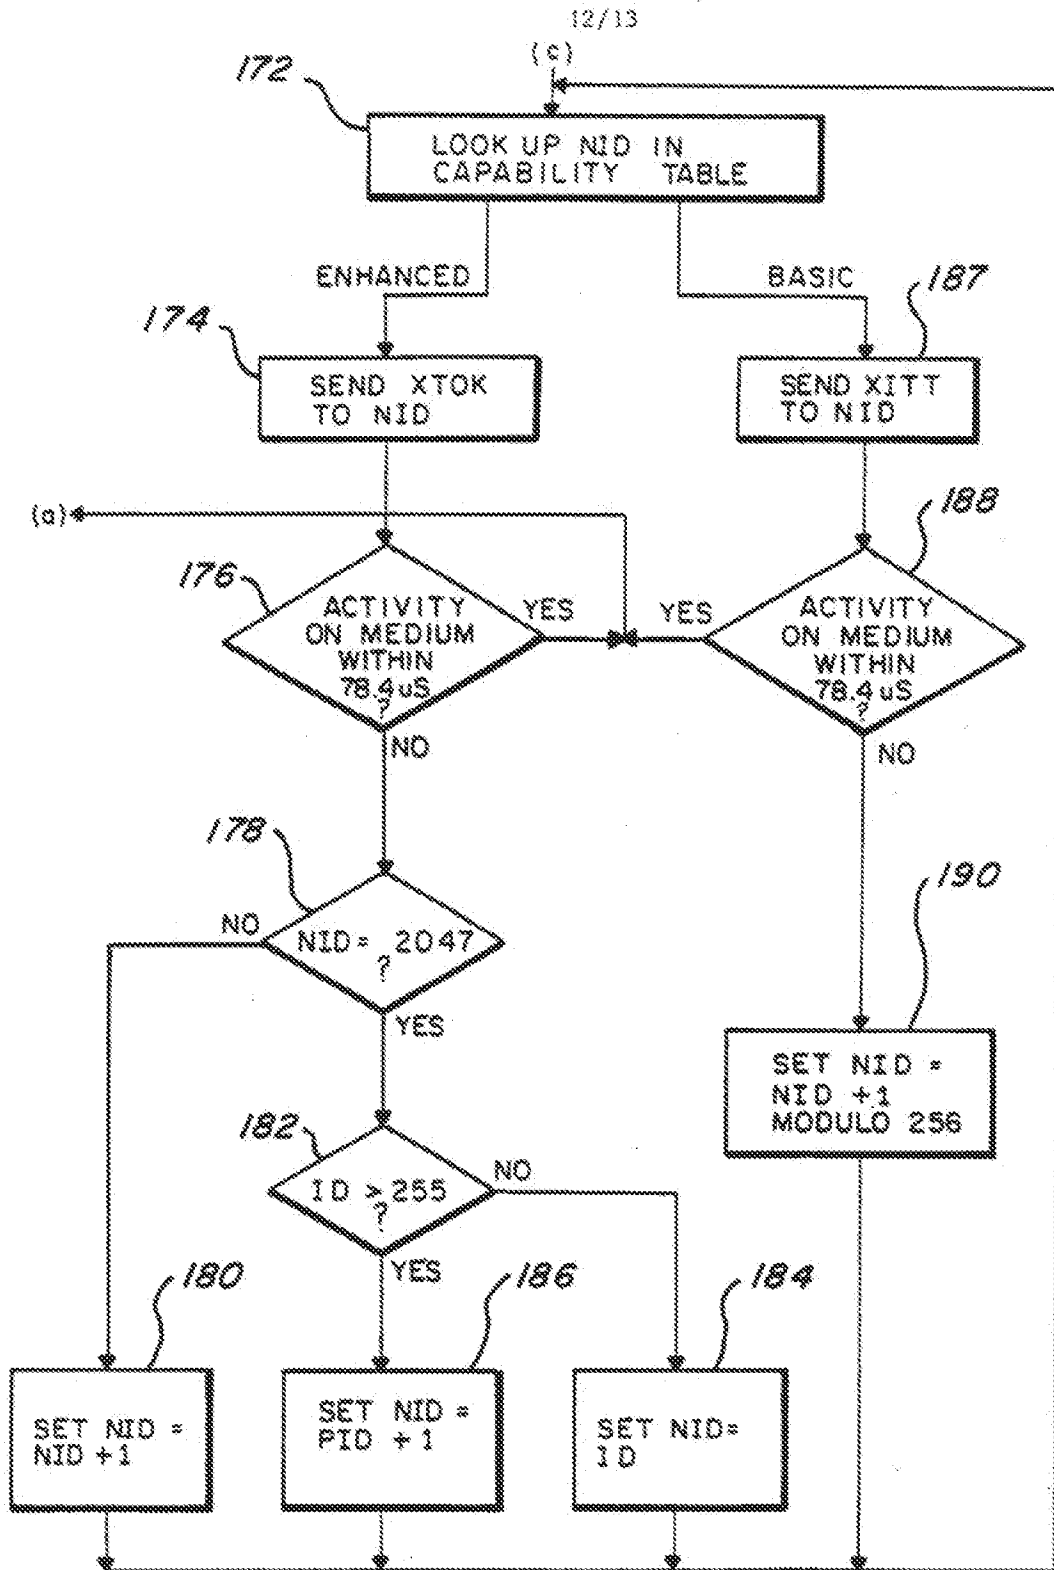 12/13
(c)
172
LOOK UP NID IN
CAPABILITY TABLE
ENHANCED
BASIC
174
187
SEND XTOK
TO NID
SEND XITT
TO NID
(a)
176
188
ACTIVITY
ON MEDIUM
WITHIN
78.4 uS
?
YES
YES
ACTIVITY
ON MEDIUM
WITHIN
78.4 uS
?
NO
NO
178
190
NO
NID= 2047
?
YES
SET NID =
NID +1
MODULO 256
182
ID > 255
?
NO
YES
180
186
184
SET NID =
NID +1
SET NID =
PID +1
SET NID=
ID